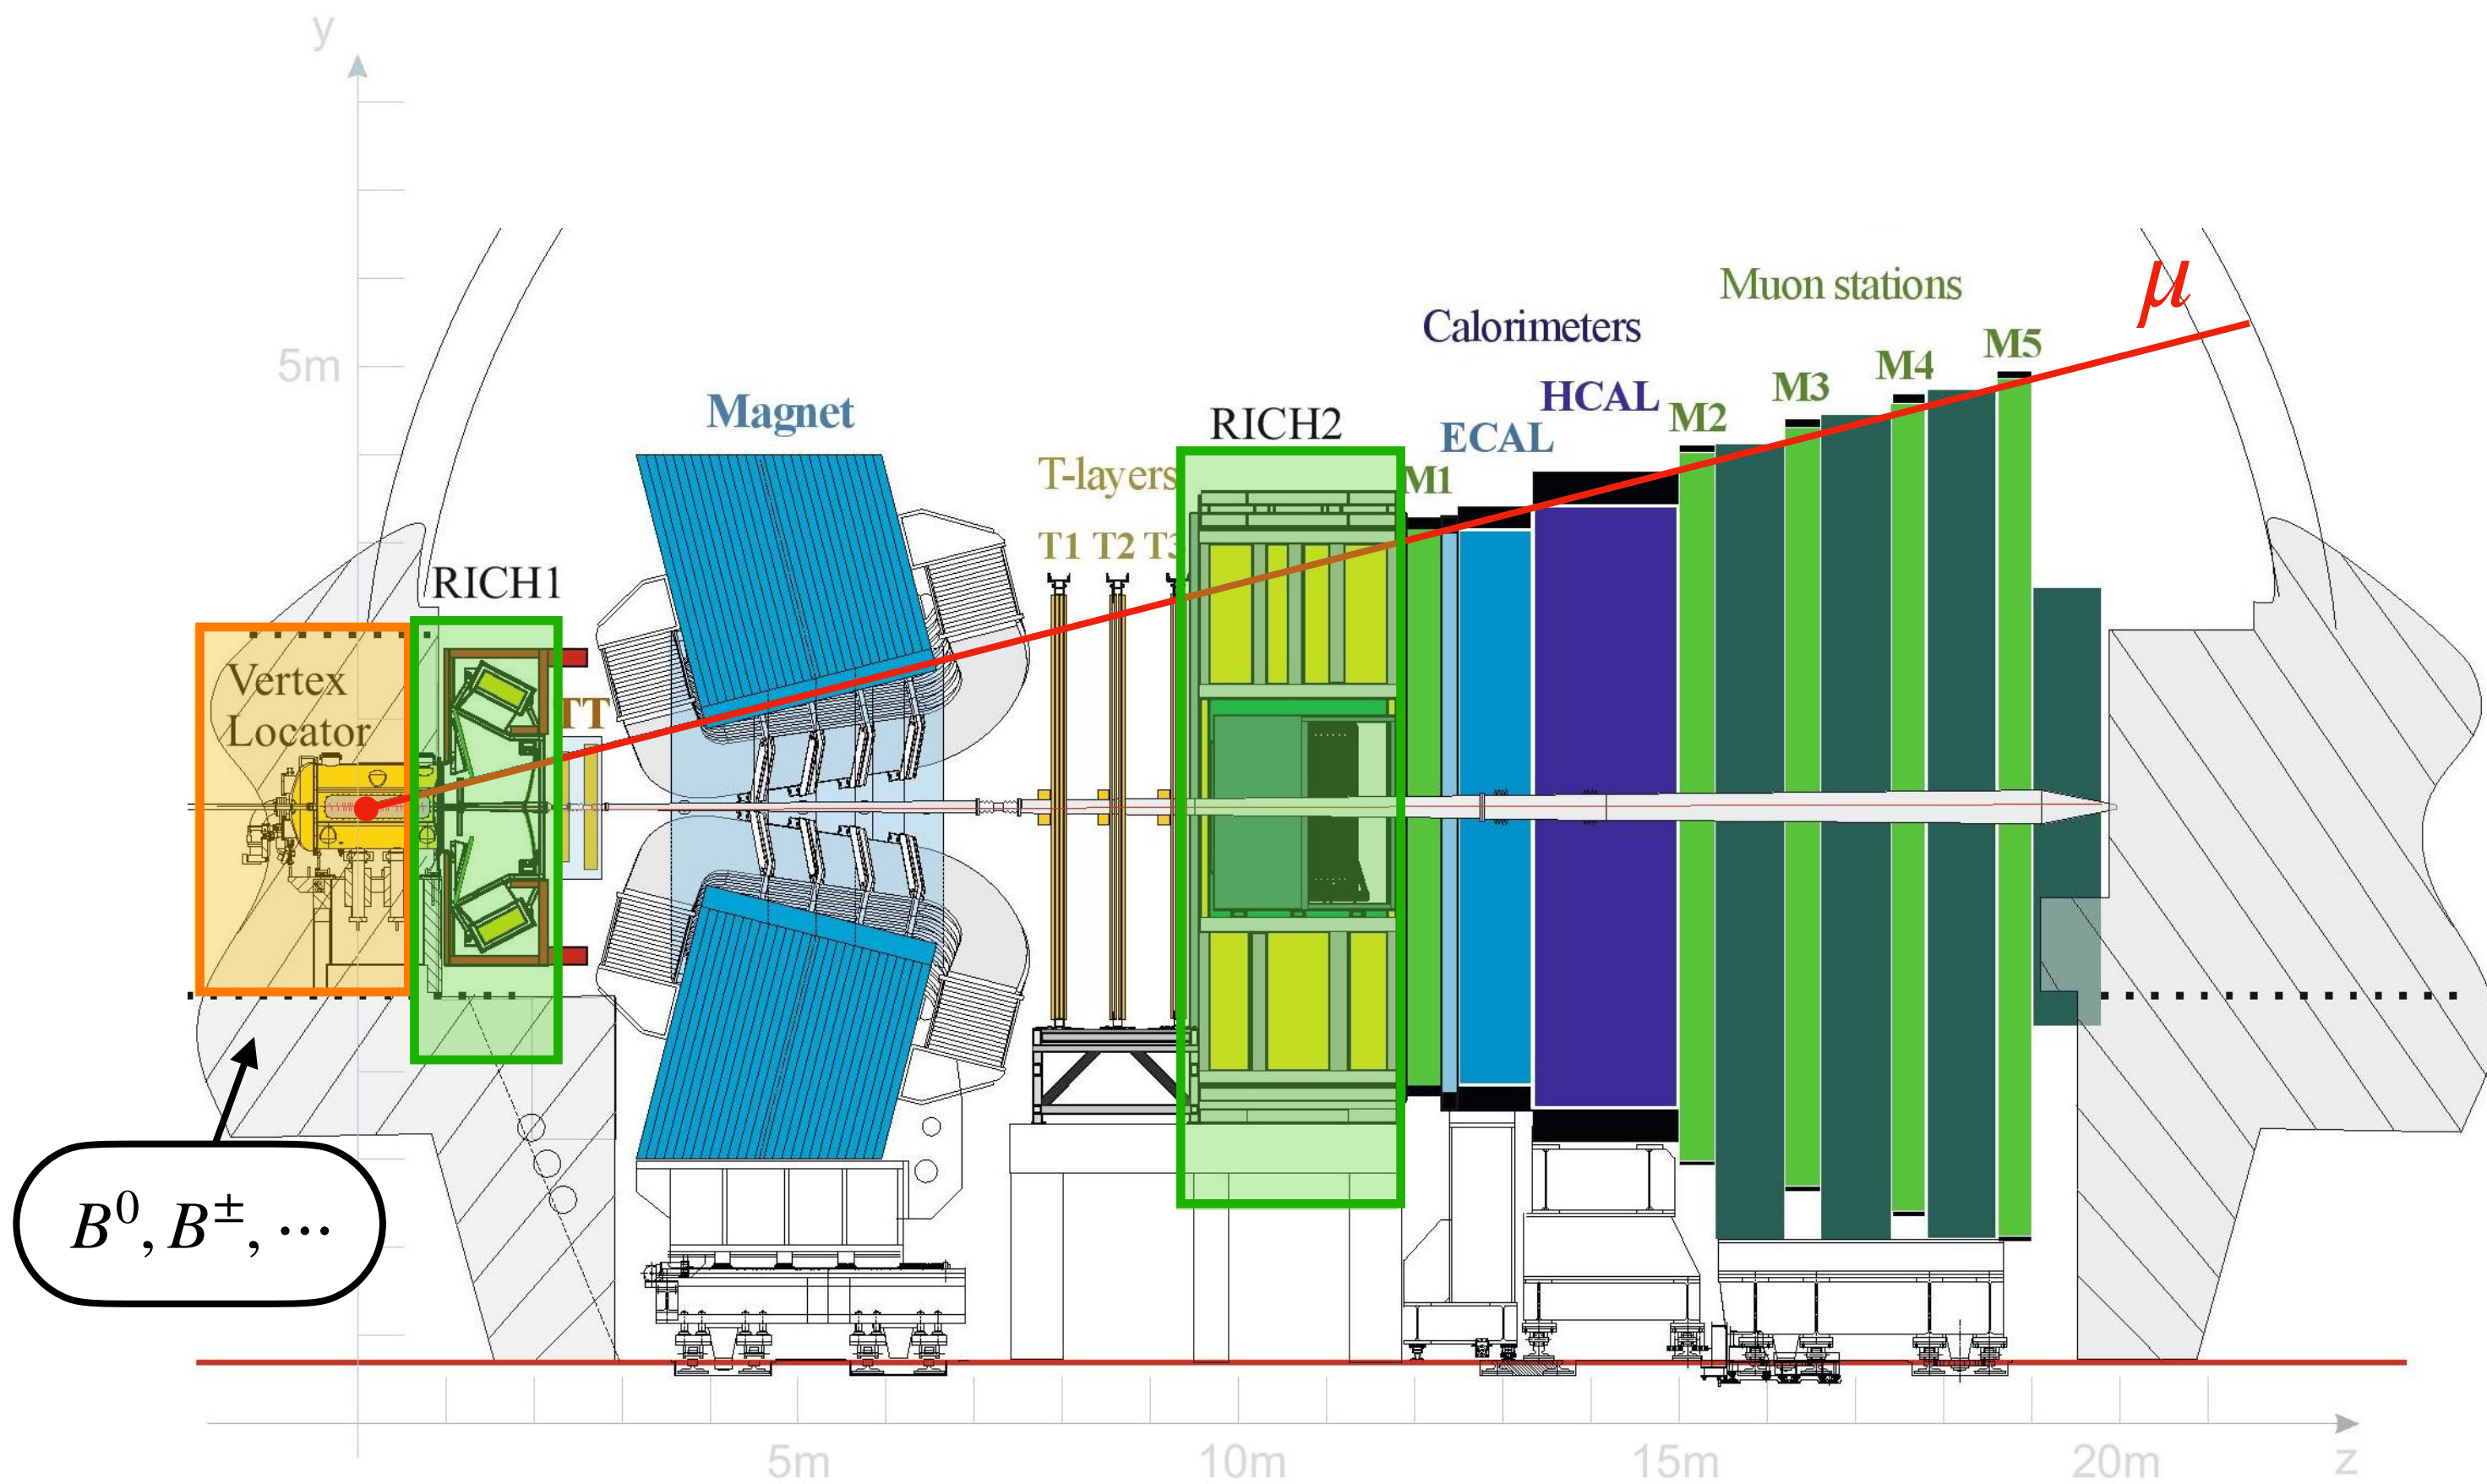 y
5m
Magnet
RICH1
Vertex
Locator
TT
T-layers
T1 T2 T3
RICH2
M1
Calorimeters
ECAL
HCAL
Muon stations
M2
M3
M4
M5
μ
B⁰, B±, ⋯
5m
10m
15m
20m
z